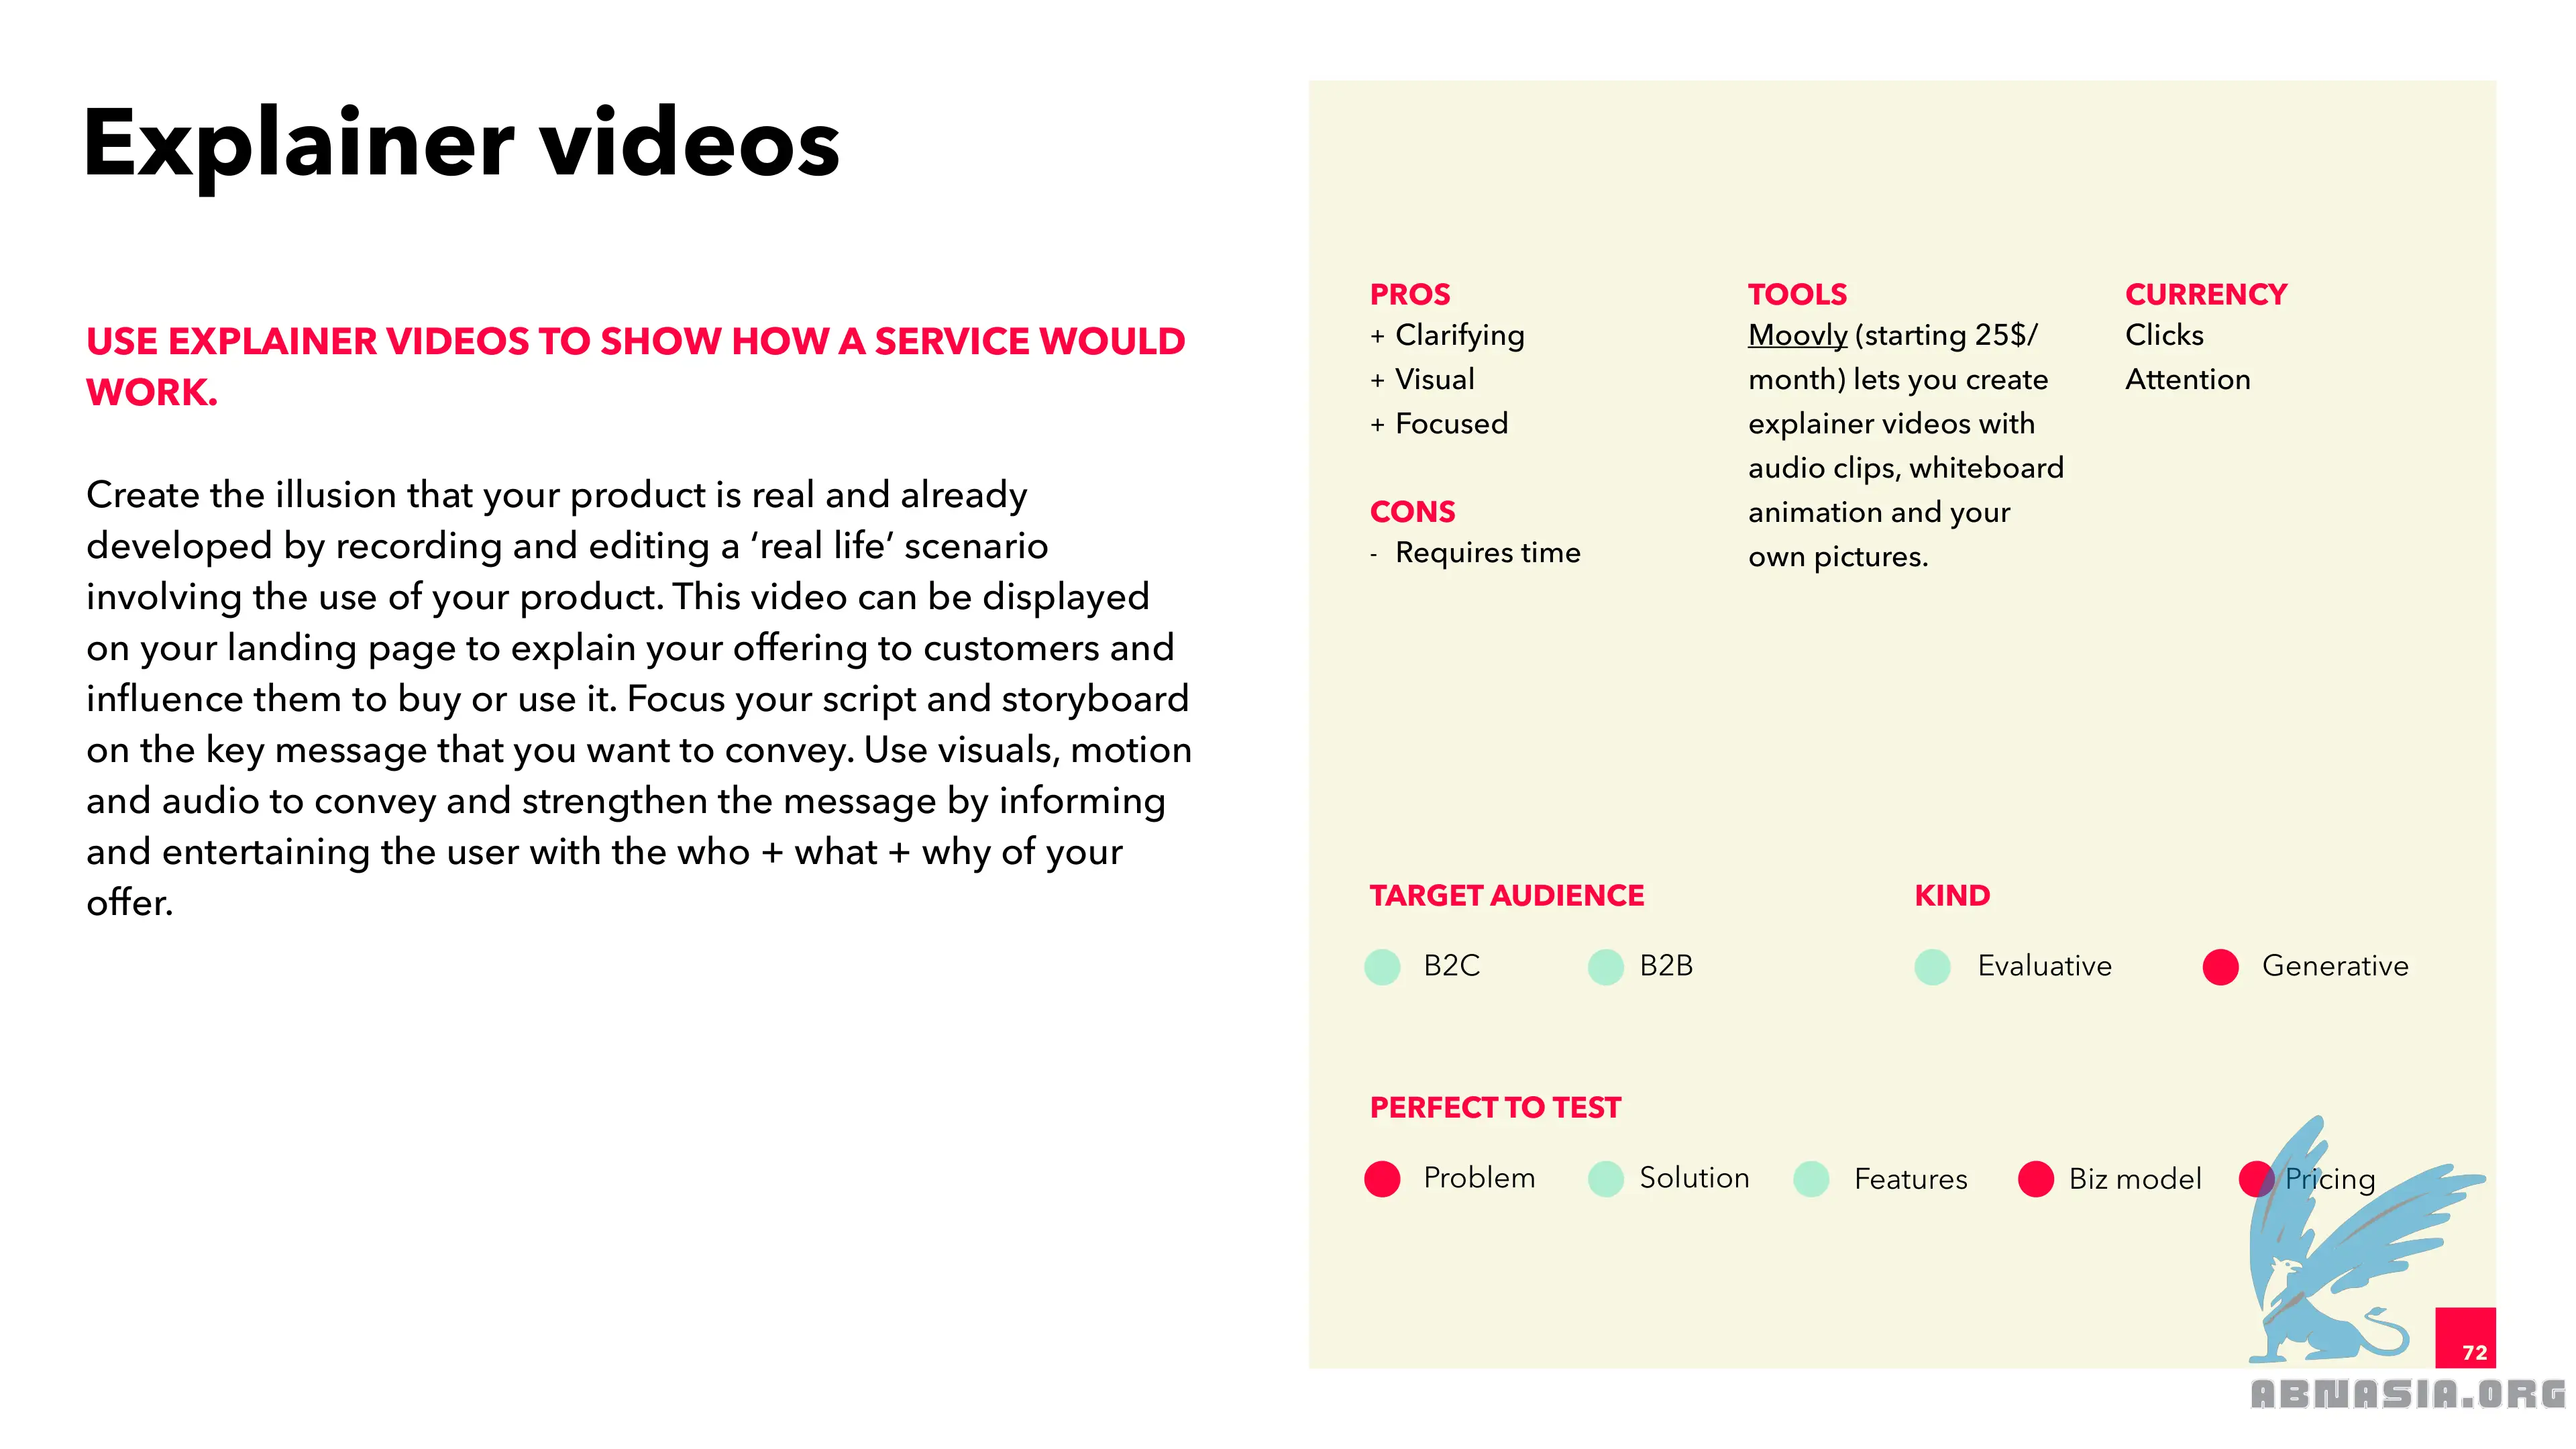 Explainer videos
USE EXPLAINER VIDEOS TO SHOW HOW A SERVICE WOULD
WORK.
Create the illusion that your product is real and already
developed by recording and editing a ‘real life’ scenario
involving the use of your product. This video can be displayed
on your landing page to explain your offering to customers and
influence them to buy or use it. Focus your script and storyboard
on the key message that you want to convey. Use visuals, motion
and audio to convey and strengthen the message by informing
and entertaining the user with the who + what + why of your
offer.
PROS
+ Clarifying
+ Visual
+ Focused
CONS
- Requires time
TOOLS
Moovly (starting 25$/
month) lets you create
explainer videos with
audio clips, whiteboard
animation and your
own pictures.
CURRENCY
Clicks
Attention
TARGET AUDIENCE
B2C B2B
KIND
Evaluative Generative
PERFECT TO TEST
Problem Solution Features Biz model Pricing
72
ABNASIA.ORG